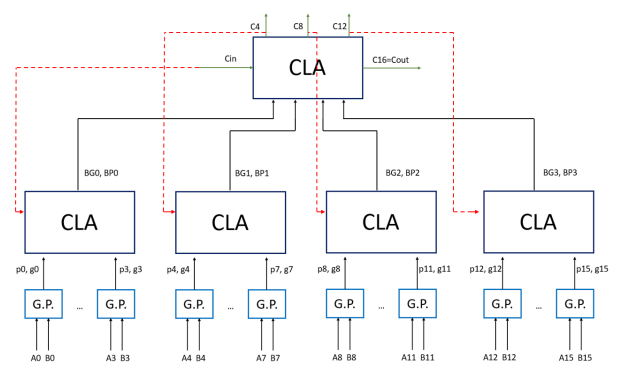 C4 C8 C12
Cin CLA C16=Cout
BG0, BP0 BG1, BP1 BG2, BP2 BG3, BP3
CLA CLA CLA CLA
p0, g0 p3, g3 p4, g4 p7, g7 p8, g8 p11, g11 p12, g12 p15, g15
G.P. ... G.P. G.P. ... G.P. G.P. ... G.P. G.P. ... G.P.
A0 B0 A3 B3 A4 B4 A7 B7 A8 B8 A11 B11 A12 B12 A15 B15